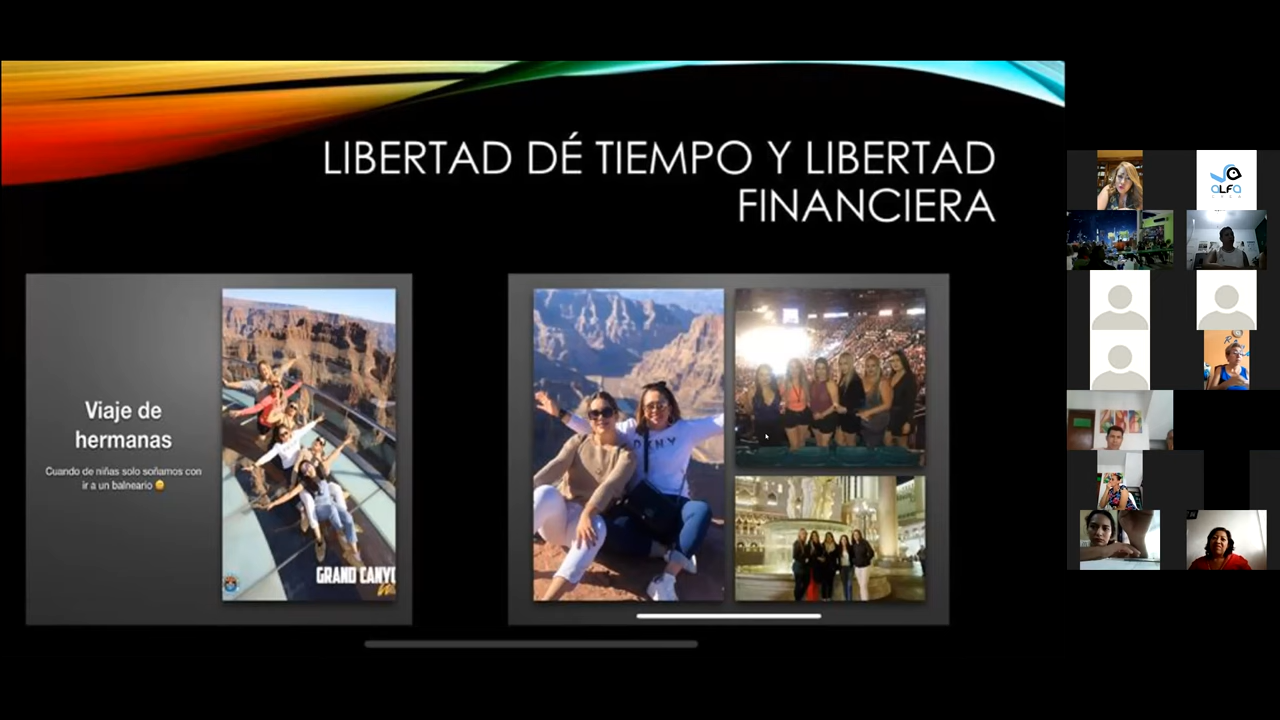 LIBERTAD DÉ TIEMPO Y LIBERTAD
FINANCIERA
Viaje de
hermanas
Cuando de niñas solo soñamos con
ir a un balneario
GRAND CANYO
DKNY
ALFA